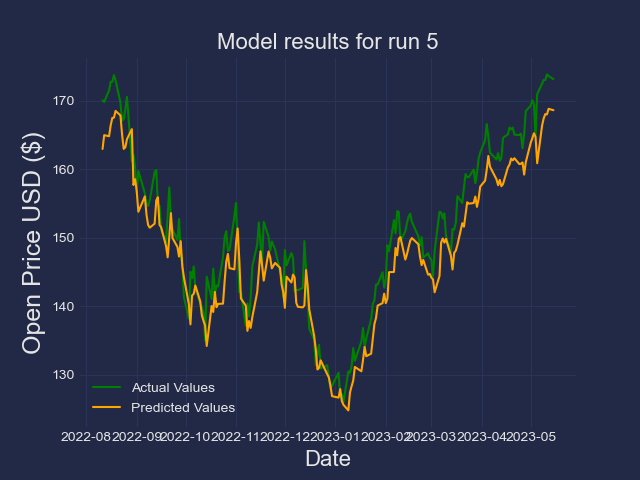 Model results for run 5
Open Price USD ($)
170
160
150
140
130
Actual Values
Predicted Values
2022-08 2022-09 2022-10 2022-11 2022-12 2023-01 2023-02 2023-03 2023-04 2023-05
Date